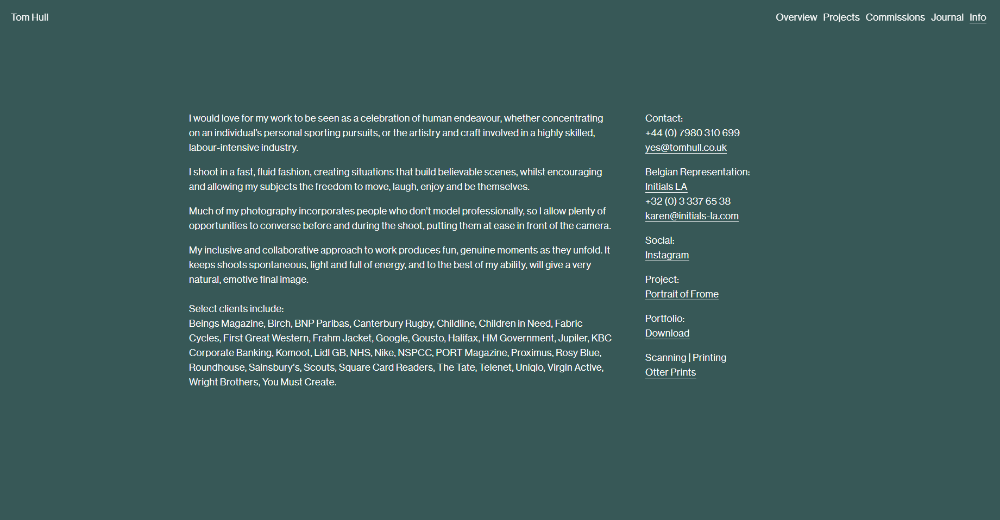 Tom Hull
Overview Projects Commissions Journal Info
I would love for my work to be seen as a celebration of human endeavour, whether concentrating
on an individual's personal sporting pursuits, or the artistry and craft involved in a highly skilled,
labour-intensive industry.
I shoot in a fast, fluid fashion, creating situations that build believable scenes, whilst encouraging
and allowing my subjects the freedom to move, laugh, enjoy and be themselves.
Much of my photography incorporates people who don't model professionally, so I allow plenty of
opportunities to converse before and during the shoot, putting them at ease in front of the camera.
My inclusive and collaborative approach to work produces fun, genuine moments as they unfold. It
keeps shoots spontaneous, light and full of energy, and to the best of my ability, will give a very
natural, emotive final image.
Select clients include:
Beings Magazine, Birch, BNP Paribas, Canterbury Rugby, Childline, Children in Need, Fabric
Cycles, First Great Western, Frahm Jacket, Google, Gousto, Halifax, HM Government, Jupiler, KBC
Corporate Banking, Komoot, Lidl GB, NHS, Nike, NSPCC, PORT Magazine, Proximus, Rosy Blue,
Roundhouse, Sainsbury's, Scouts, Square Card Readers, The Tate, Telenet, Uniqlo, Virgin Active,
Wright Brothers, You Must Create.
Contact:
+44 (0) 7980 310 699
yes@tomhull.co.uk
Belgian Representation:
Initials LA
+32 (0) 3 337 65 38
karen@initials-la.com
Social:
Instagram
Project:
Portrait of Frome
Portfolio:
Download
Scanning | Printing
Otter Prints